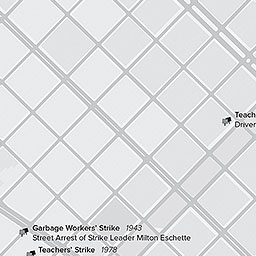 Teach
Driver
Garbage Workers' Strike 1943
Street Arrest of Strike Leader Milton Eschette
Teachers' Strike 1978